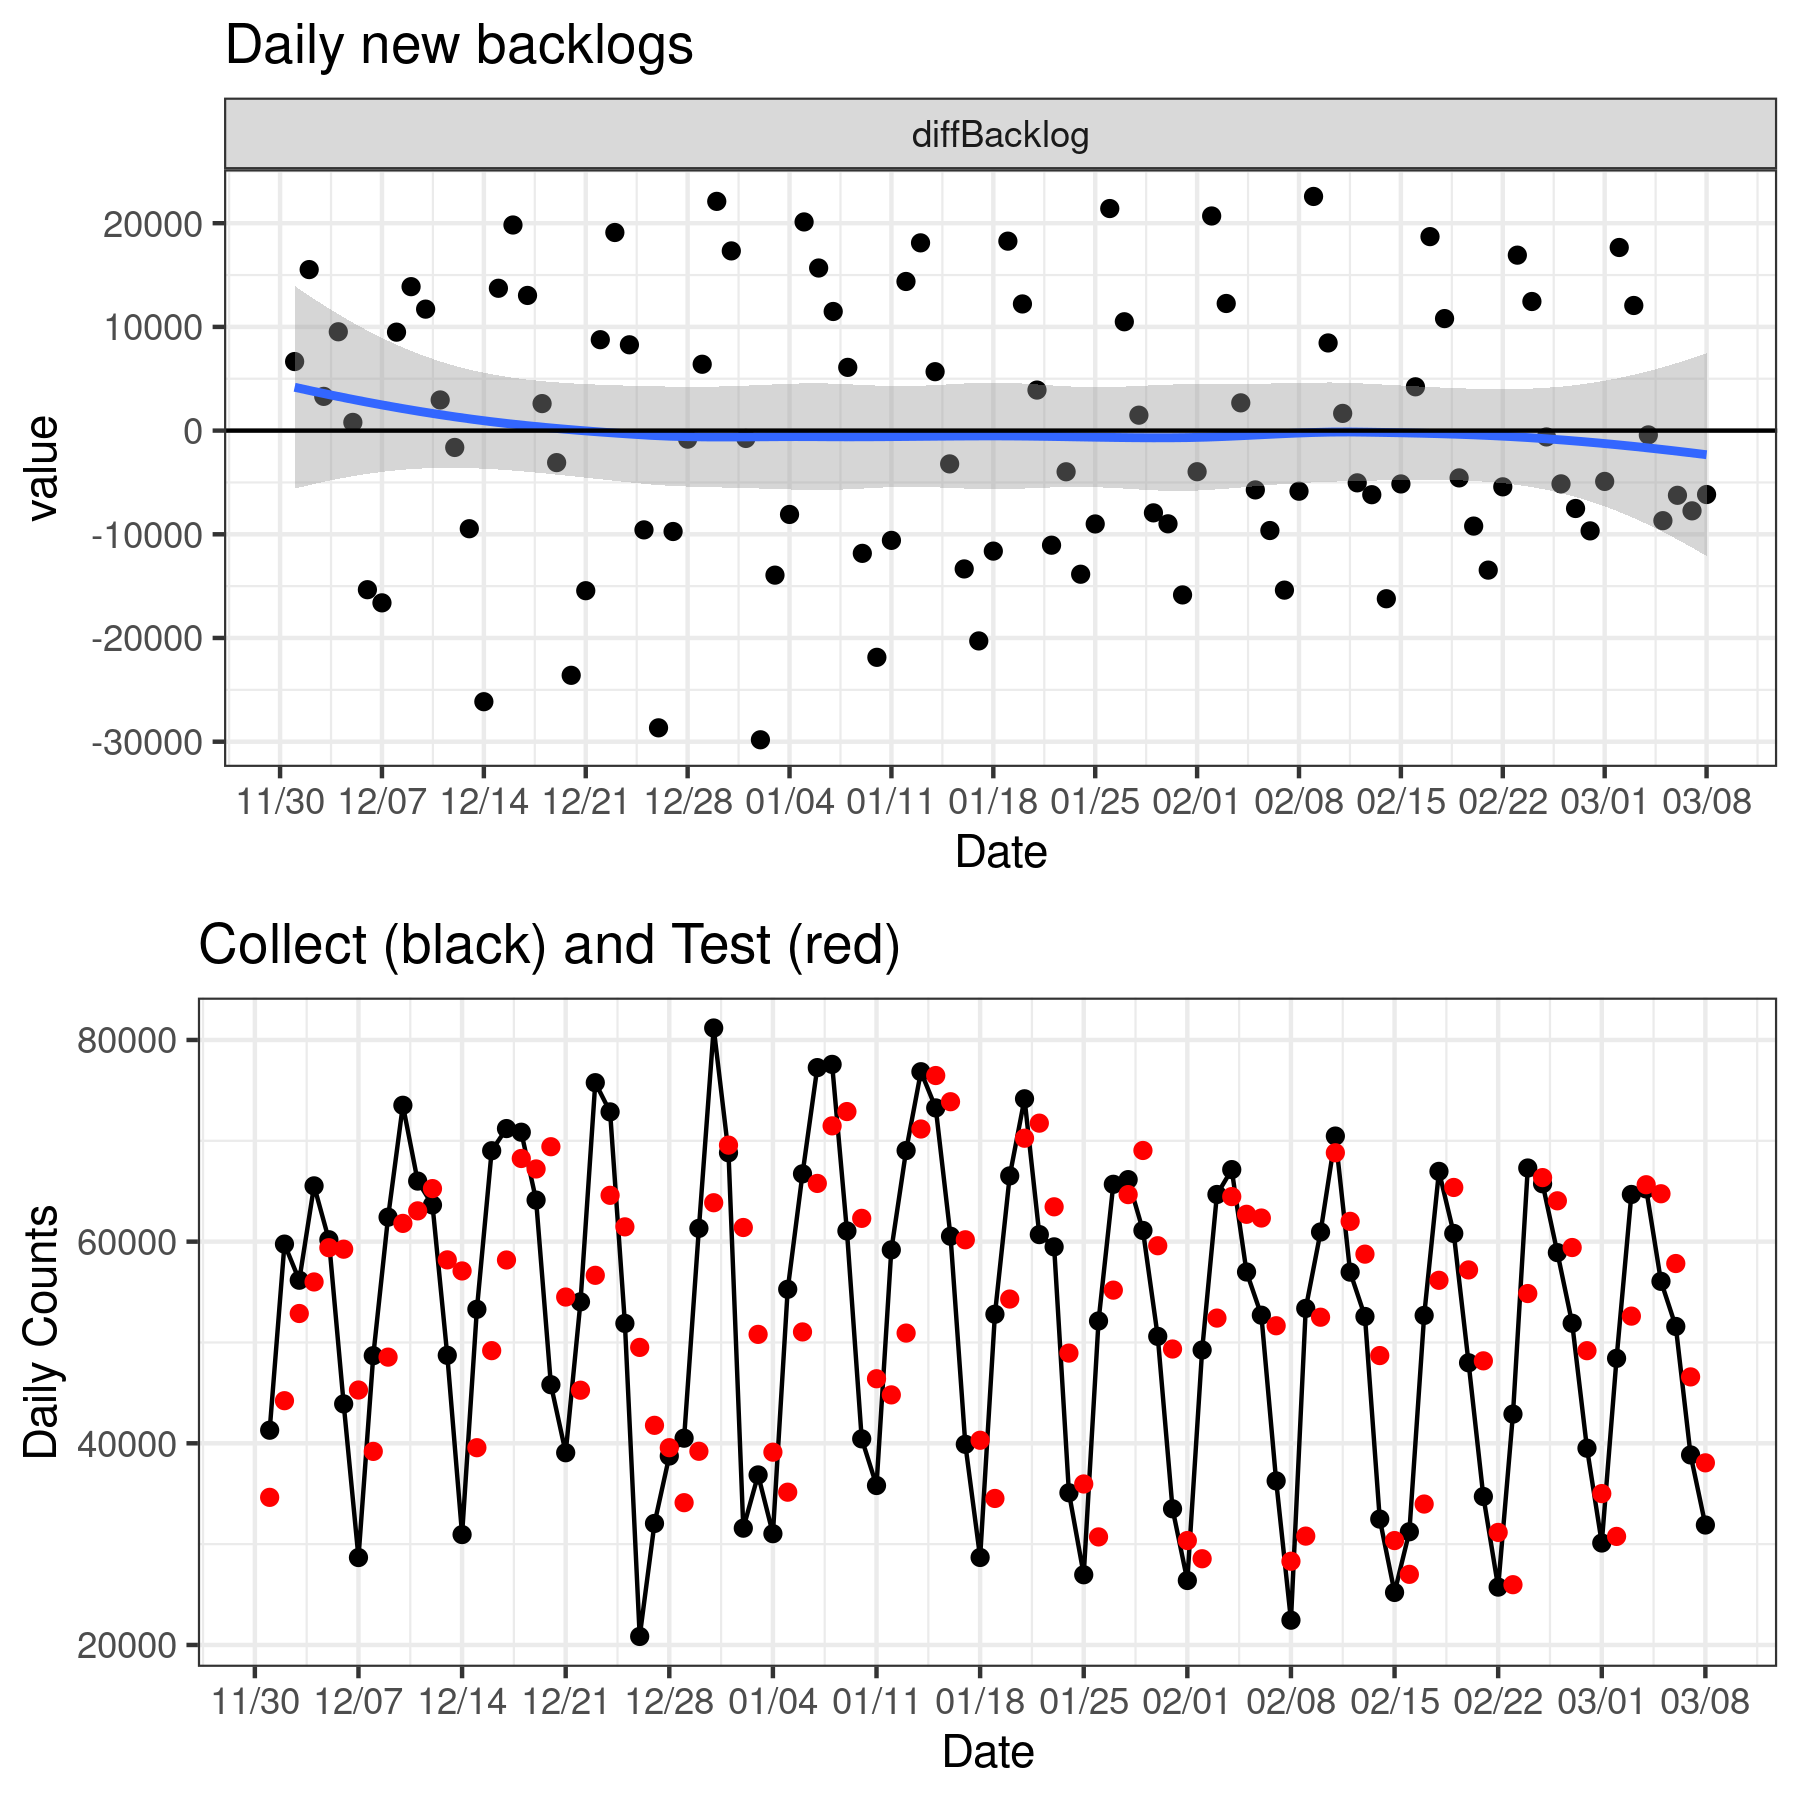 Daily new backlogs
diffBacklog
20000
10000
0
-10000
-20000
-30000
value
11/30 12/07 12/14 12/21 12/28 01/04 01/11 01/18 01/25 02/01 02/08 02/15 02/22 03/01 03/08
Date
Collect (black) and Test (red)
80000
60000
40000
20000
Daily Counts
11/30 12/07 12/14 12/21 12/28 01/04 01/11 01/18 01/25 02/01 02/08 02/15 02/22 03/01 03/08
Date